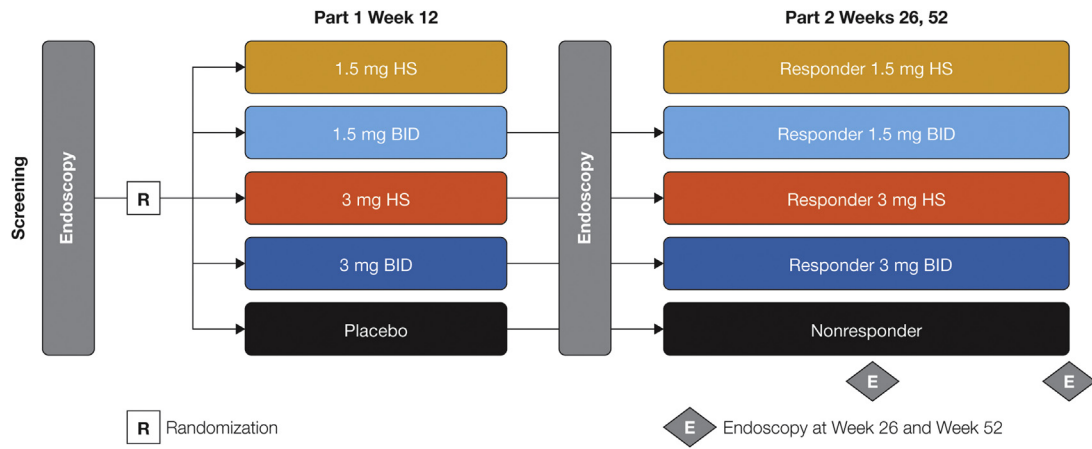 Part 1 Week 12
Part 2 Weeks 26, 52
Screening
Endoscopy
R
1.5 mg HS
1.5 mg BID
3 mg HS
3 mg BID
Placebo
Endoscopy
Responder 1.5 mg HS
Responder 1.5 mg BID
Responder 3 mg HS
Responder 3 mg BID
Nonresponder
E
E
R Randomization
E Endoscopy at Week 26 and Week 52